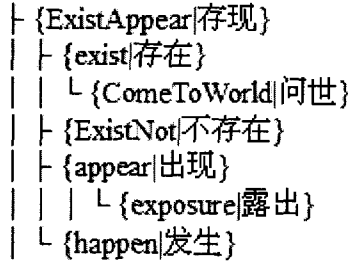 ├ {ExistAppear|存现}
│ ├ {exist|存在}
│ │ └ {ComeToWorld|问世}
│ ├ {ExistNot|不存在}
│ ├ {appear|出现}
│ │ │ └ {exposure|露出}
│ └ {happen|发生}